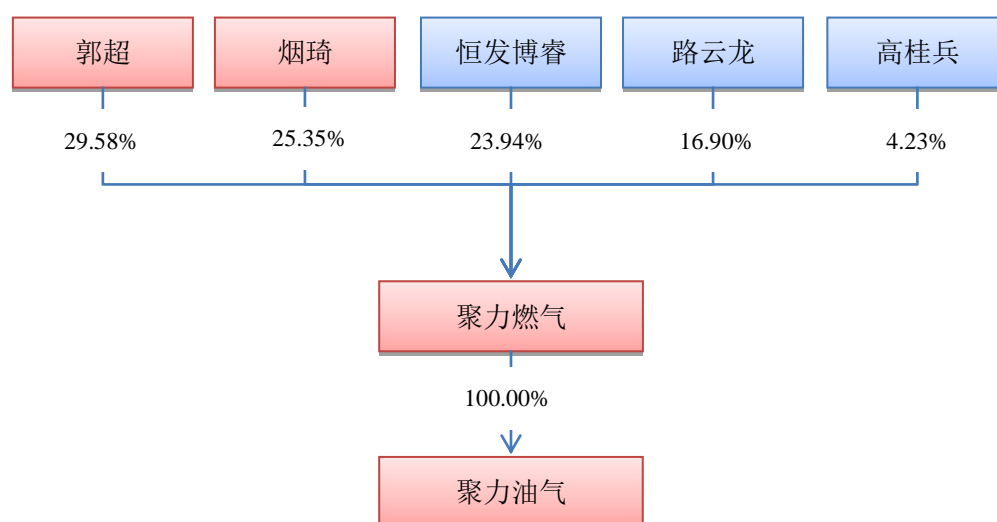 郭超
烟琦
恒发博睿
路云龙
高桂兵
29.58%
25.35%
23.94%
16.90%
4.23%
聚力燃气
100.00%
聚力油气